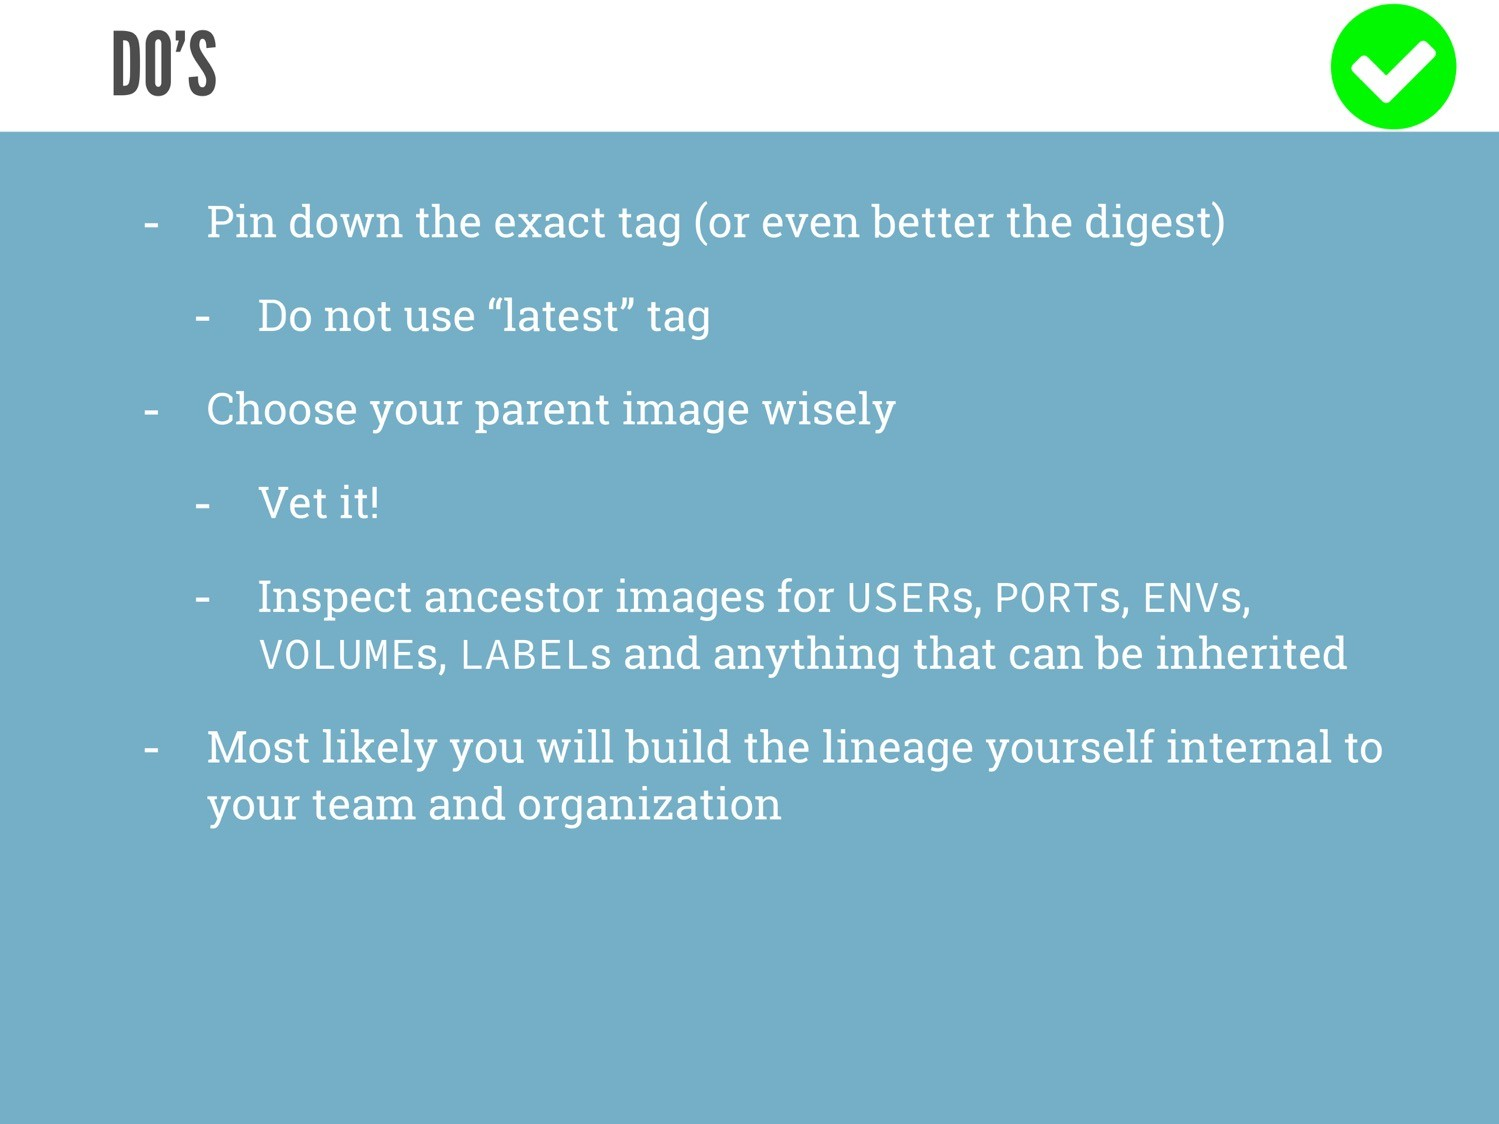 DO’S
- Pin down the exact tag (or even better the digest)
- Do not use “latest” tag
- Choose your parent image wisely
- Vet it!
- Inspect ancestor images for USERs, PORTs, ENVs,
VOLUMEs, LABELs and anything that can be inherited
- Most likely you will build the lineage yourself internal to
your team and organization